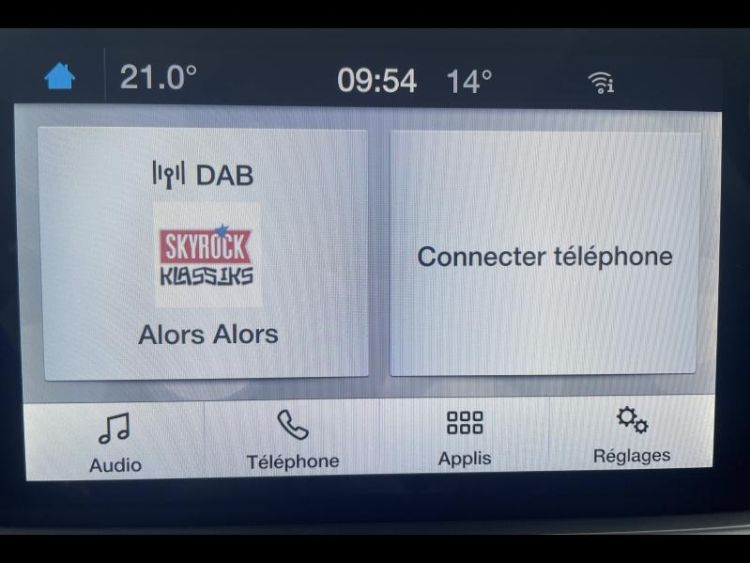 21.0° 09:54 14°
DAB
SKYROCK
KLASSIKS
Alors Alors
Connecter téléphone
Audio Téléphone Applis Réglages